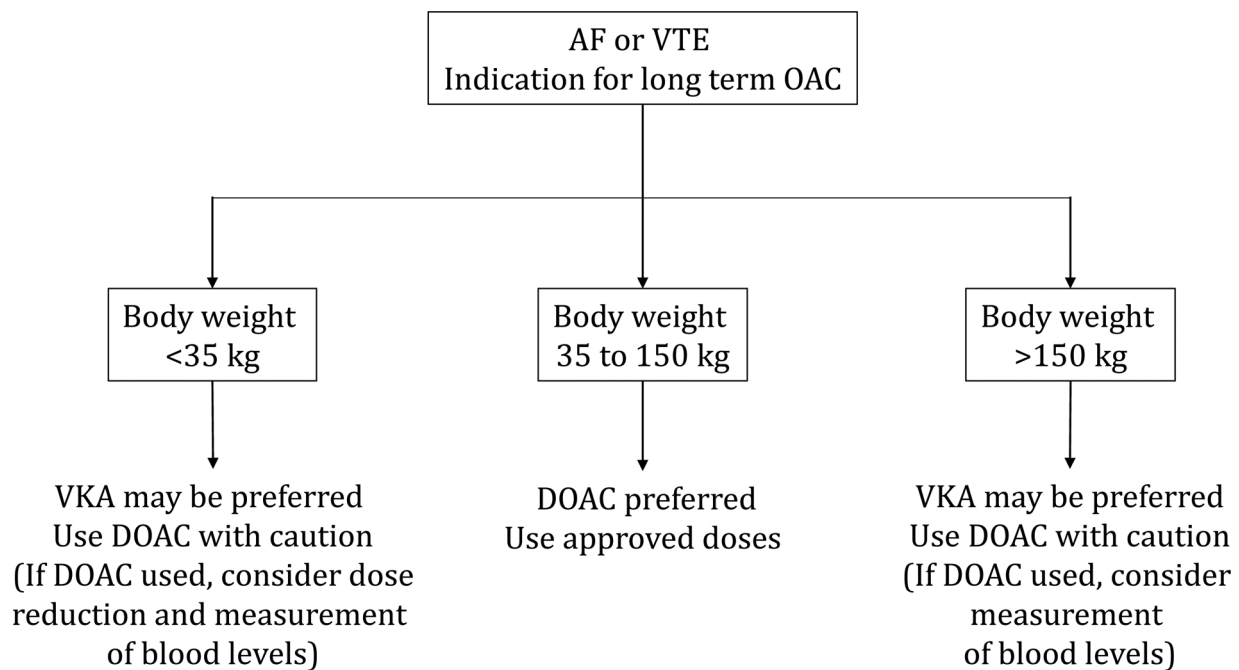 AF or VTE
Indication for long term OAC
Body weight
<35 kg
Body weight
35 to 150 kg
Body weight
>150 kg
VKA may be preferred
Use DOAC with caution
(If DOAC used, consider dose
reduction and measurement
of blood levels)
DOAC preferred
Use approved doses
VKA may be preferred
Use DOAC with caution
(If DOAC used, consider
measurement
of blood levels)